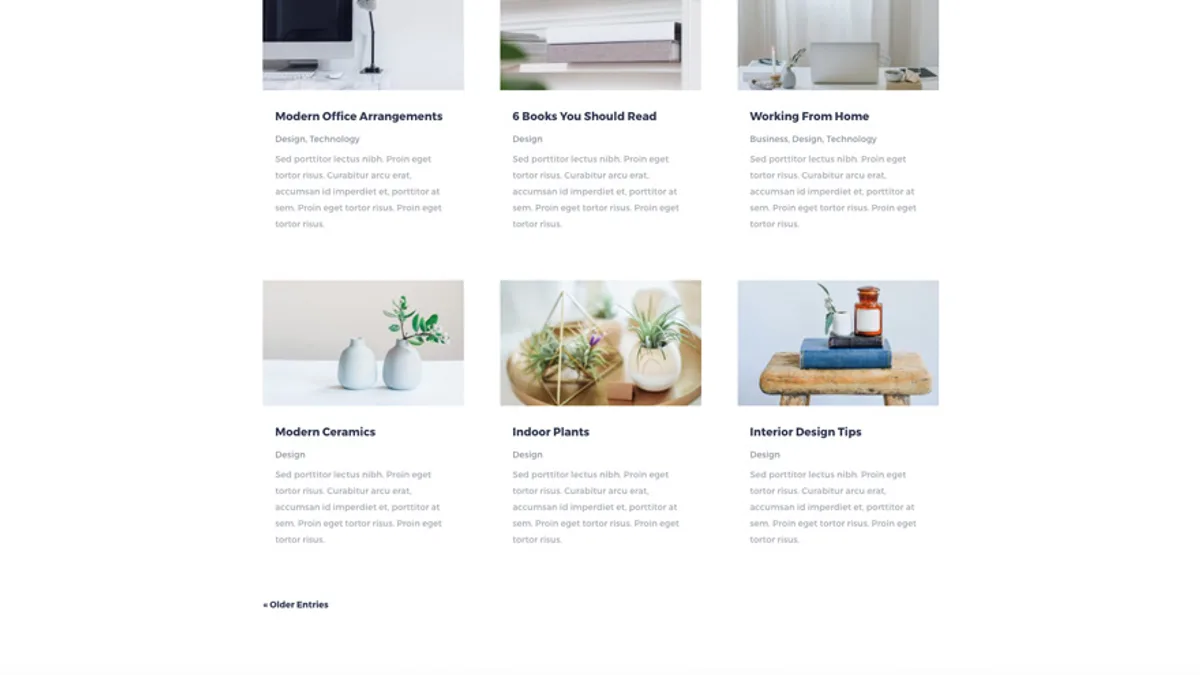 Modern Office Arrangements
Design, Technology
Sed porttitor lectus nibh. Proin eget
tortor risus. Curabitur arcu erat,
accumsan id imperdiet et, porttitor at
sem. Proin eget tortor risus. Proin eget
tortor risus.
6 Books You Should Read
Design
Sed porttitor lectus nibh. Proin eget
tortor risus. Curabitur arcu erat,
accumsan id imperdiet et, porttitor at
sem. Proin eget tortor risus. Proin eget
tortor risus.
Working From Home
Business, Design, Technology
Sed porttitor lectus nibh. Proin eget
tortor risus. Curabitur arcu erat,
accumsan id imperdiet et, porttitor at
sem. Proin eget tortor risus. Proin eget
tortor risus.
Modern Ceramics
Design
Sed porttitor lectus nibh. Proin eget
tortor risus. Curabitur arcu erat,
accumsan id imperdiet et, porttitor at
sem. Proin eget tortor risus. Proin eget
tortor risus.
Indoor Plants
Design
Sed porttitor lectus nibh. Proin eget
tortor risus. Curabitur arcu erat,
accumsan id imperdiet et, porttitor at
sem. Proin eget tortor risus. Proin eget
tortor risus.
Interior Design Tips
Design
Sed porttitor lectus nibh. Proin eget
tortor risus. Curabitur arcu erat,
accumsan id imperdiet et, porttitor at
sem. Proin eget tortor risus. Proin eget
tortor risus.
« Older Entries